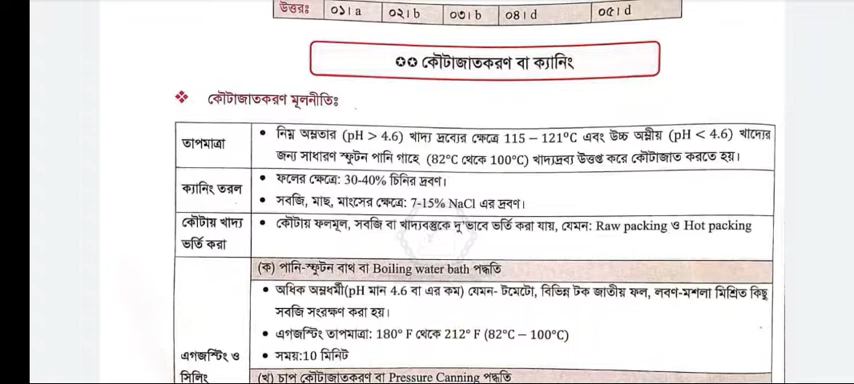 উত্তরঃ ০১। a ০২। b ০৩। b ০৪। d ০৫। d
✪✪ কৌটাজাতকরণ বা ক্যানিং
❖ কৌটাজাতকরণ মূলনীতিঃ
তাপমাত্রা
• নিম্ন অম্লতার (pH > 4.6) খাদ্য দ্রব্যের ক্ষেত্রে 115 – 121°C এবং উচ্চ অম্লীয় (pH < 4.6) খাদ্যের
জন্য সাধারণ স্ফুটন পানি গাহে (82°C থেকে 100°C) খাদ্যদ্রব্য উত্তপ্ত করে কৌটাজাত করতে হয়।
ক্যানিং তরল
• ফলের ক্ষেত্রে: 30-40% চিনির দ্রবণ।
• সবজি, মাছ, মাংসের ক্ষেত্রে: 7-15% NaCl এর দ্রবণ।
কৌটায় খাদ্য
ভর্তি করা
• কৌটায় ফলমূল, সবজি বা খাদ্যবস্তুকে দু'ভাবে ভর্তি করা যায়, যেমন: Raw packing ও Hot packing
এগজস্টিং ও
সিলিং
(ক) পানি-স্ফুটন বাথ বা Boiling water bath পদ্ধতি
• অধিক অম্লধর্মী(pH মান 4.6 বা এর কম) যেমন- টমেটো, বিভিন্ন টক জাতীয় ফল, লবণ-মশলা মিশ্রিত কিছু
সবজি সংরক্ষণ করা হয়।
• এগজস্টিং তাপমাত্রা: 180° F থেকে 212° F (82°C – 100°C)
• সময়:10 মিনিট
(খ) চাপ কৌটাজাতকরণ বা Pressure Canning পদ্ধতি